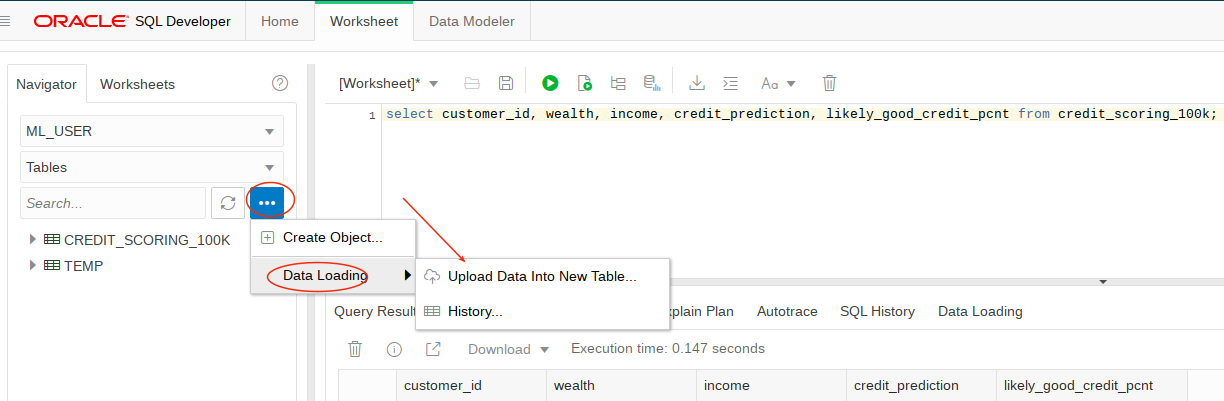 ORACLE SQL Developer Home Worksheet Data Modeler
Navigator Worksheets
[Worksheet]* Aa
ML_USER
1 select customer_id, wealth, income, credit_prediction, likely_good_credit_pcnt from credit_scoring_100k;
Tables
Search...
CREDIT_SCORING_100K
TEMP
Create Object...
Data Loading
Upload Data Into New Table...
History...
Query Result xplain Plan Autotrace SQL History Data Loading
Download Execution time: 0.147 seconds
customer_id wealth income credit_prediction likely_good_credit_pcnt